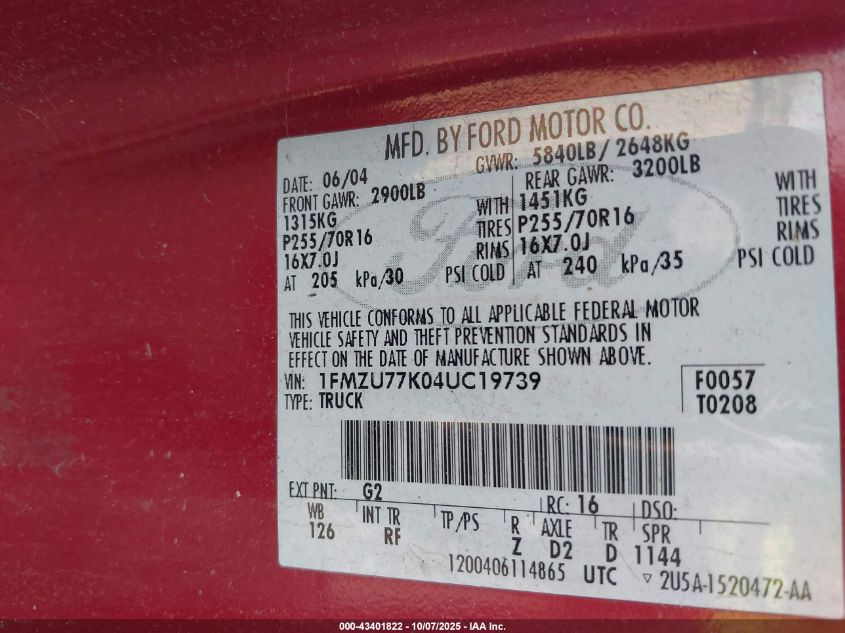 MFD. BY FORD MOTOR CO.
DATE: 06/04 GVWR: 5840LB/ 2648KG
FRONT GAWR: 2900LB REAR GAWR: 3200LB
1315KG WITH 1451KG WITH
P255/70R16 TIRES P255/70R16 TIRES
16X7.0J RIMS 16X7.0J RIMS
AT 205 kPa/30 PSI COLD AT 240 kPa/35 PSI COLD
Ford
THIS VEHICLE CONFORMS TO ALL APPLICABLE FEDERAL MOTOR
VEHICLE SAFETY AND THEFT PREVENTION STANDARDS IN
EFFECT ON THE DATE OF MANUFACTURE SHOWN ABOVE.
VIN: 1FMZU77K04UC19739 F0057
TYPE: TRUCK T0208
EXT PNT: G2 RC: 16 DSO:
WB INT TR TP/PS R AXLE TR SPR
126 RF Z D2 D 1144
1200406114865 UTC ▽ 2U5A-1520472-AA
000-43401822 - 10/07/2025 - IAA Inc.